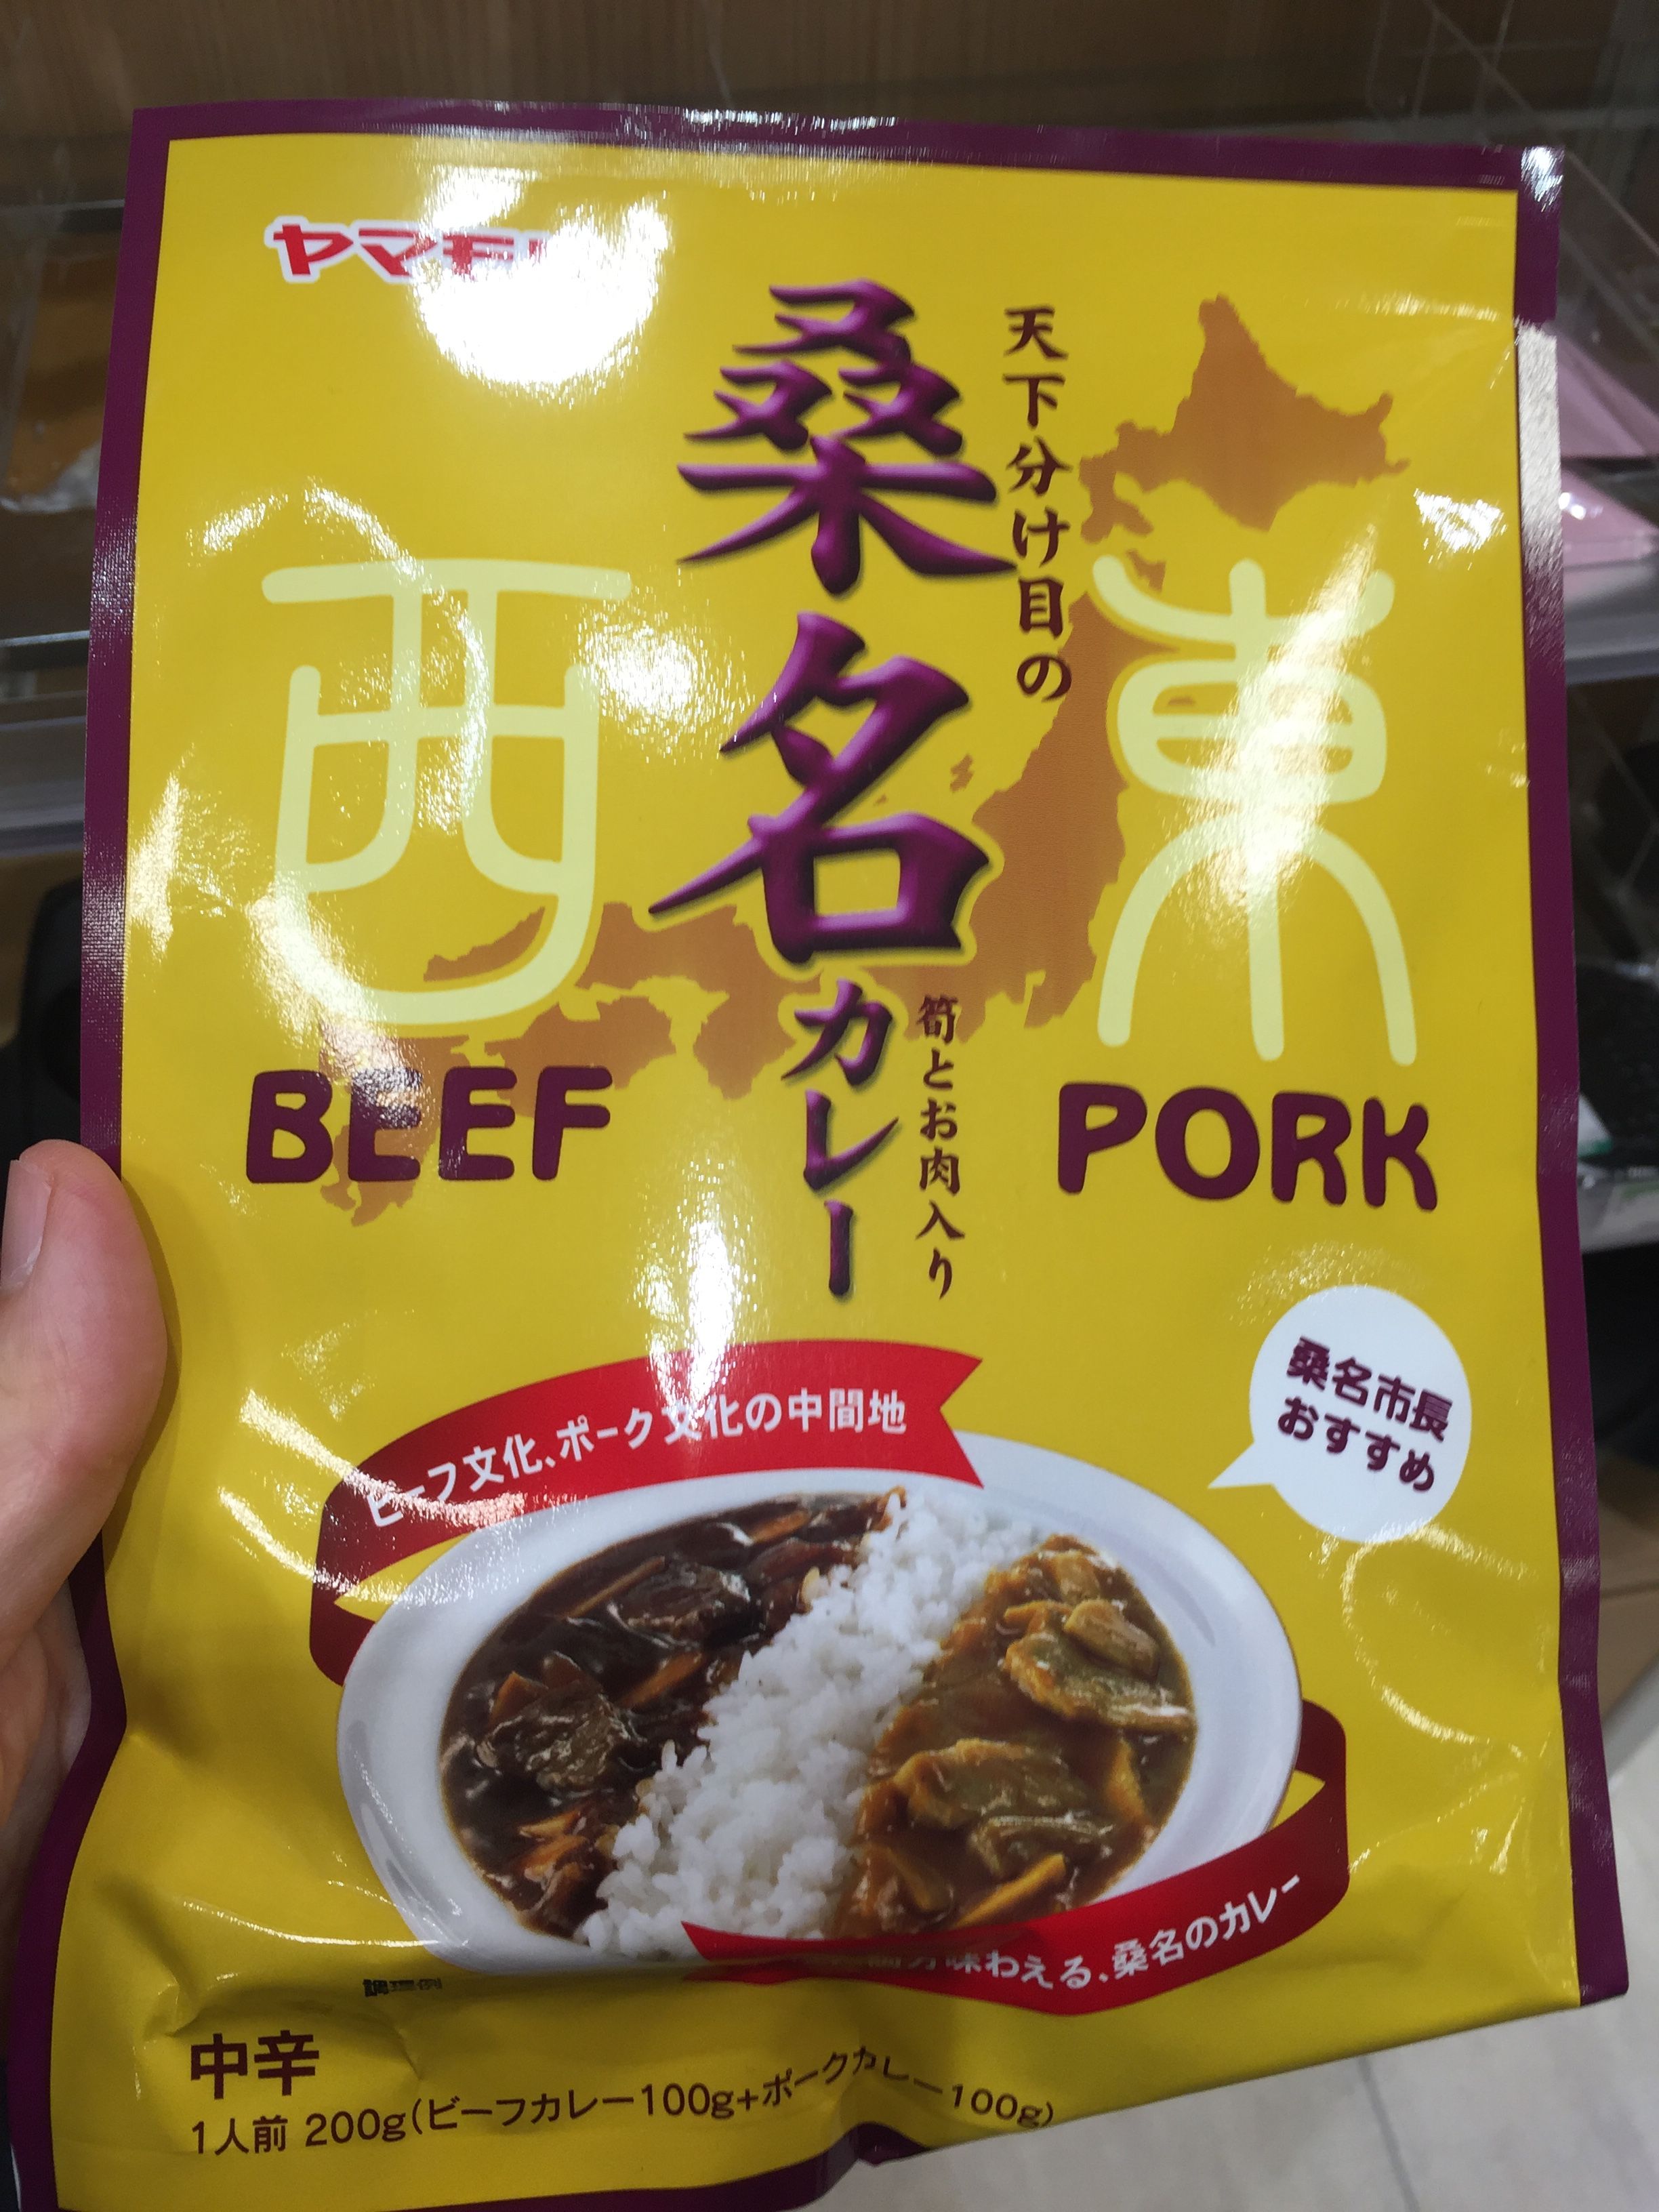 ヤマモリ
天下分け目の
桑名
カレー
筍とお肉入り
西
BEEF
東
PORK
桑名市長
おすすめ
ビーフ文化、ポーク文化の中間地
味わえる、桑名のカレー
調理例
中辛
1人前 200g(ビーフカレー100g+ポークカレー100g)